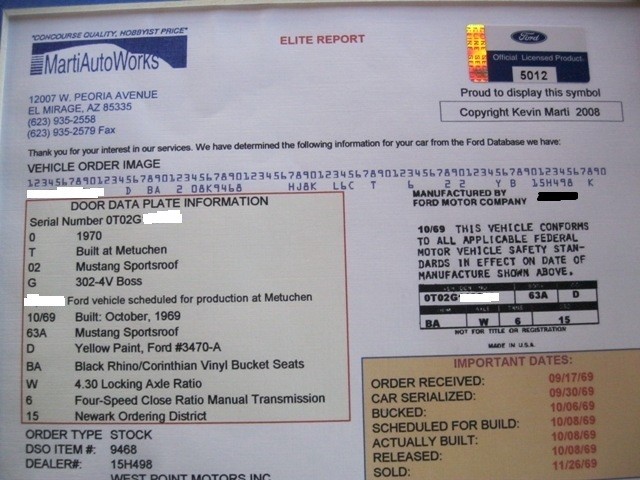 "CONCOURSE QUALITY, HOBBYIST PRICE"
MartiAutoWorks
12007 W. PEORIA AVENUE
EL MIRAGE, AZ 85335
(623) 935-2558
(623) 935-2579 Fax
ELITE REPORT
Ford
Official Licensed Product
5012
Proud to display this symbol
Copyright Kevin Marti 2008
Thank you for your interest in our services. We have determined the following information for your car from the Ford Database we have:
VEHICLE ORDER IMAGE
12345678901234567890123456789012345678901234567890123456789012345678901234567890
D BA 2 08K9468 HJ8K L6C T 6 2 2 Y B 15H498 K
DOOR DATA PLATE INFORMATION
Serial Number 0T02G
0 1970
T Built at Metuchen
02 Mustang Sportsroof
G 302-4V Boss
Ford vehicle scheduled for production at Metuchen
10/69 Built: October, 1969
63A Mustang Sportsroof
D Yellow Paint, Ford #3470-A
BA Black Rhino/Corinthian Vinyl Bucket Seats
W 4.30 Locking Axle Ratio
6 Four-Speed Close Ratio Manual Transmission
15 Newark Ordering District
ORDER TYPE STOCK
DSO ITEM #: 9468
DEALER#: 15H498
WEST POINT MOTORS INC
MANUFACTURED BY
FORD MOTOR COMPANY
10/69 THIS VEHICLE CONFORMS
TO ALL APPLICABLE FEDERAL
MOTOR VEHICLE SAFETY STAN-
DARDS IN EFFECT ON DATE OF
MANUFACTURE SHOWN ABOVE.
0T02G 63A D
BA W 6 15
NOT FOR TITLE OR REGISTRATION
MADE IN U.S.A.
IMPORTANT DATES:
ORDER RECEIVED: 09/17/69
CAR SERIALIZED: 09/30/69
BUCKED: 10/06/69
SCHEDULED FOR BUILD: 10/08/69
ACTUALLY BUILT: 10/08/69
RELEASED: 10/08/69
SOLD: 11/26/69